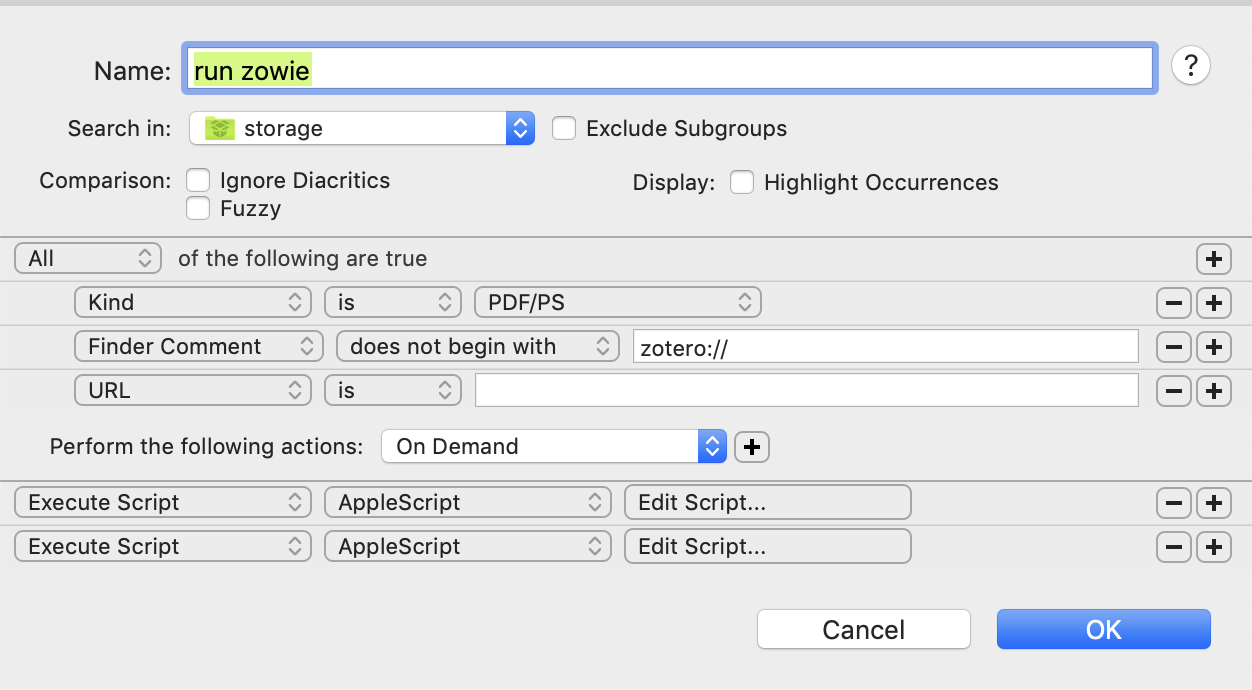 Name: run zowie ?
Search in: storage Exclude Subgroups
Comparison: Ignore Diacritics Display: Highlight Occurrences
Fuzzy
All of the following are true
Kind is PDF/PS
Finder Comment does not begin with zotero://
URL is
Perform the following actions: On Demand
Execute Script AppleScript Edit Script...
Execute Script AppleScript Edit Script...
Cancel OK